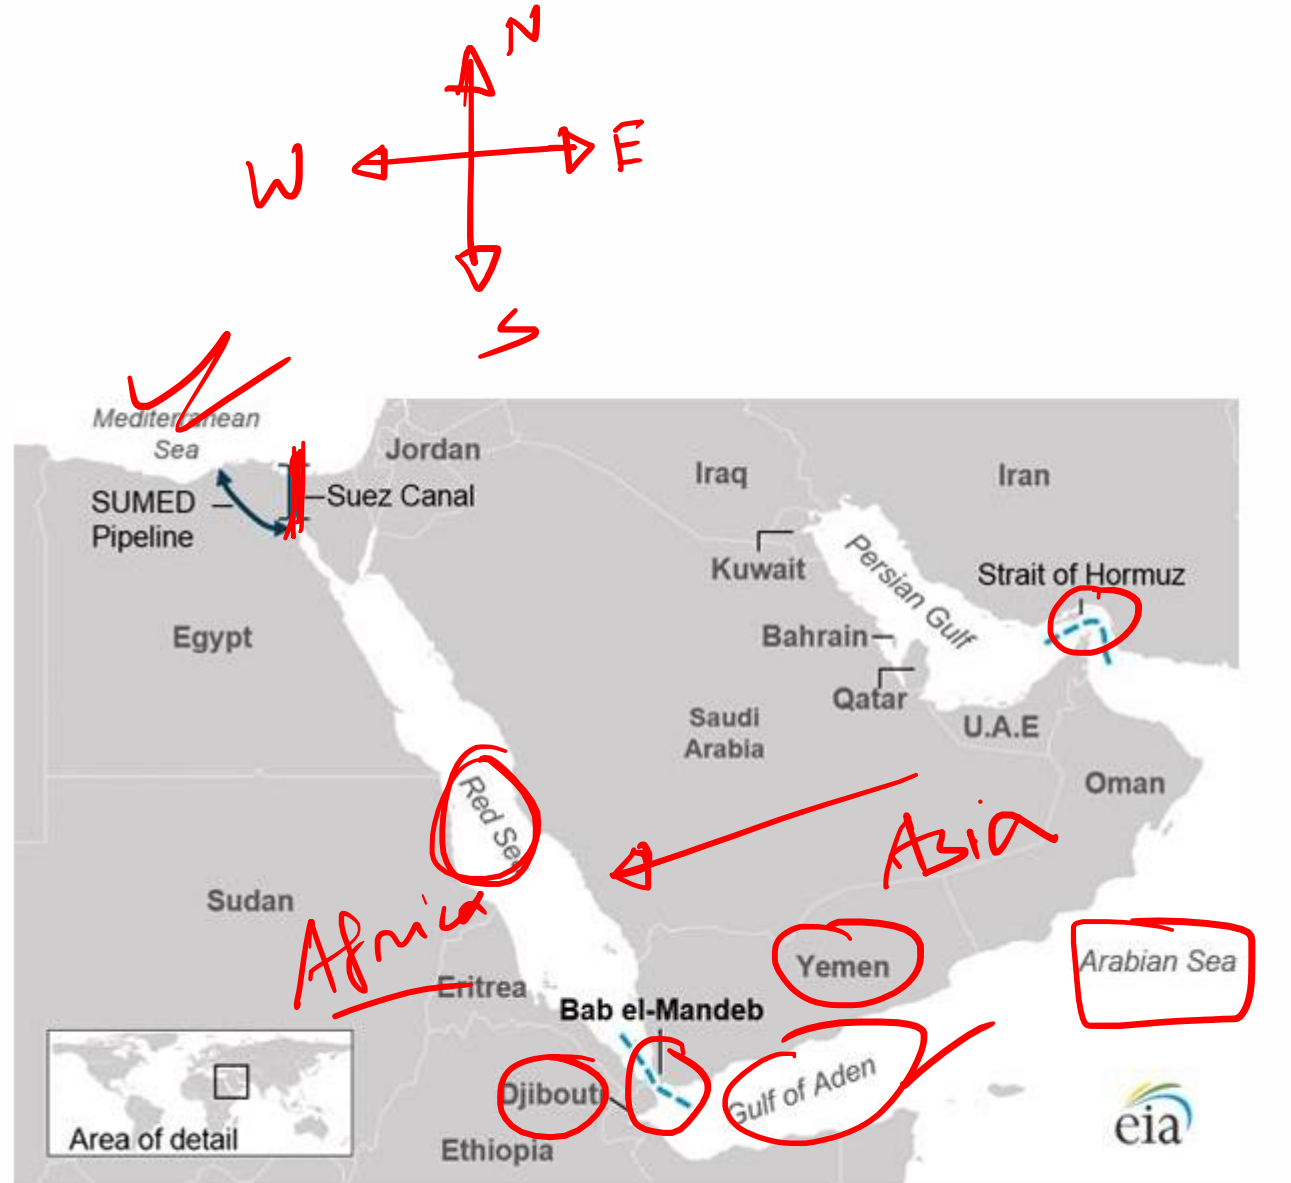 N
W
E
S
Mediterranean
Sea
Jordan
Iraq
Iran
SUMED
Pipeline
Suez Canal
Kuwait
Persian Gulf
Strait of Hormuz
Egypt
Bahrain
Qatar
Saudi
Arabia
U.A.E
Oman
Red Sea
Asia
Sudan
Africa
Yemen
Arabian Sea
Eritrea
Bab el-Mandeb
Djibouti
Gulf of Aden
Ethiopia
Area of detail
eia